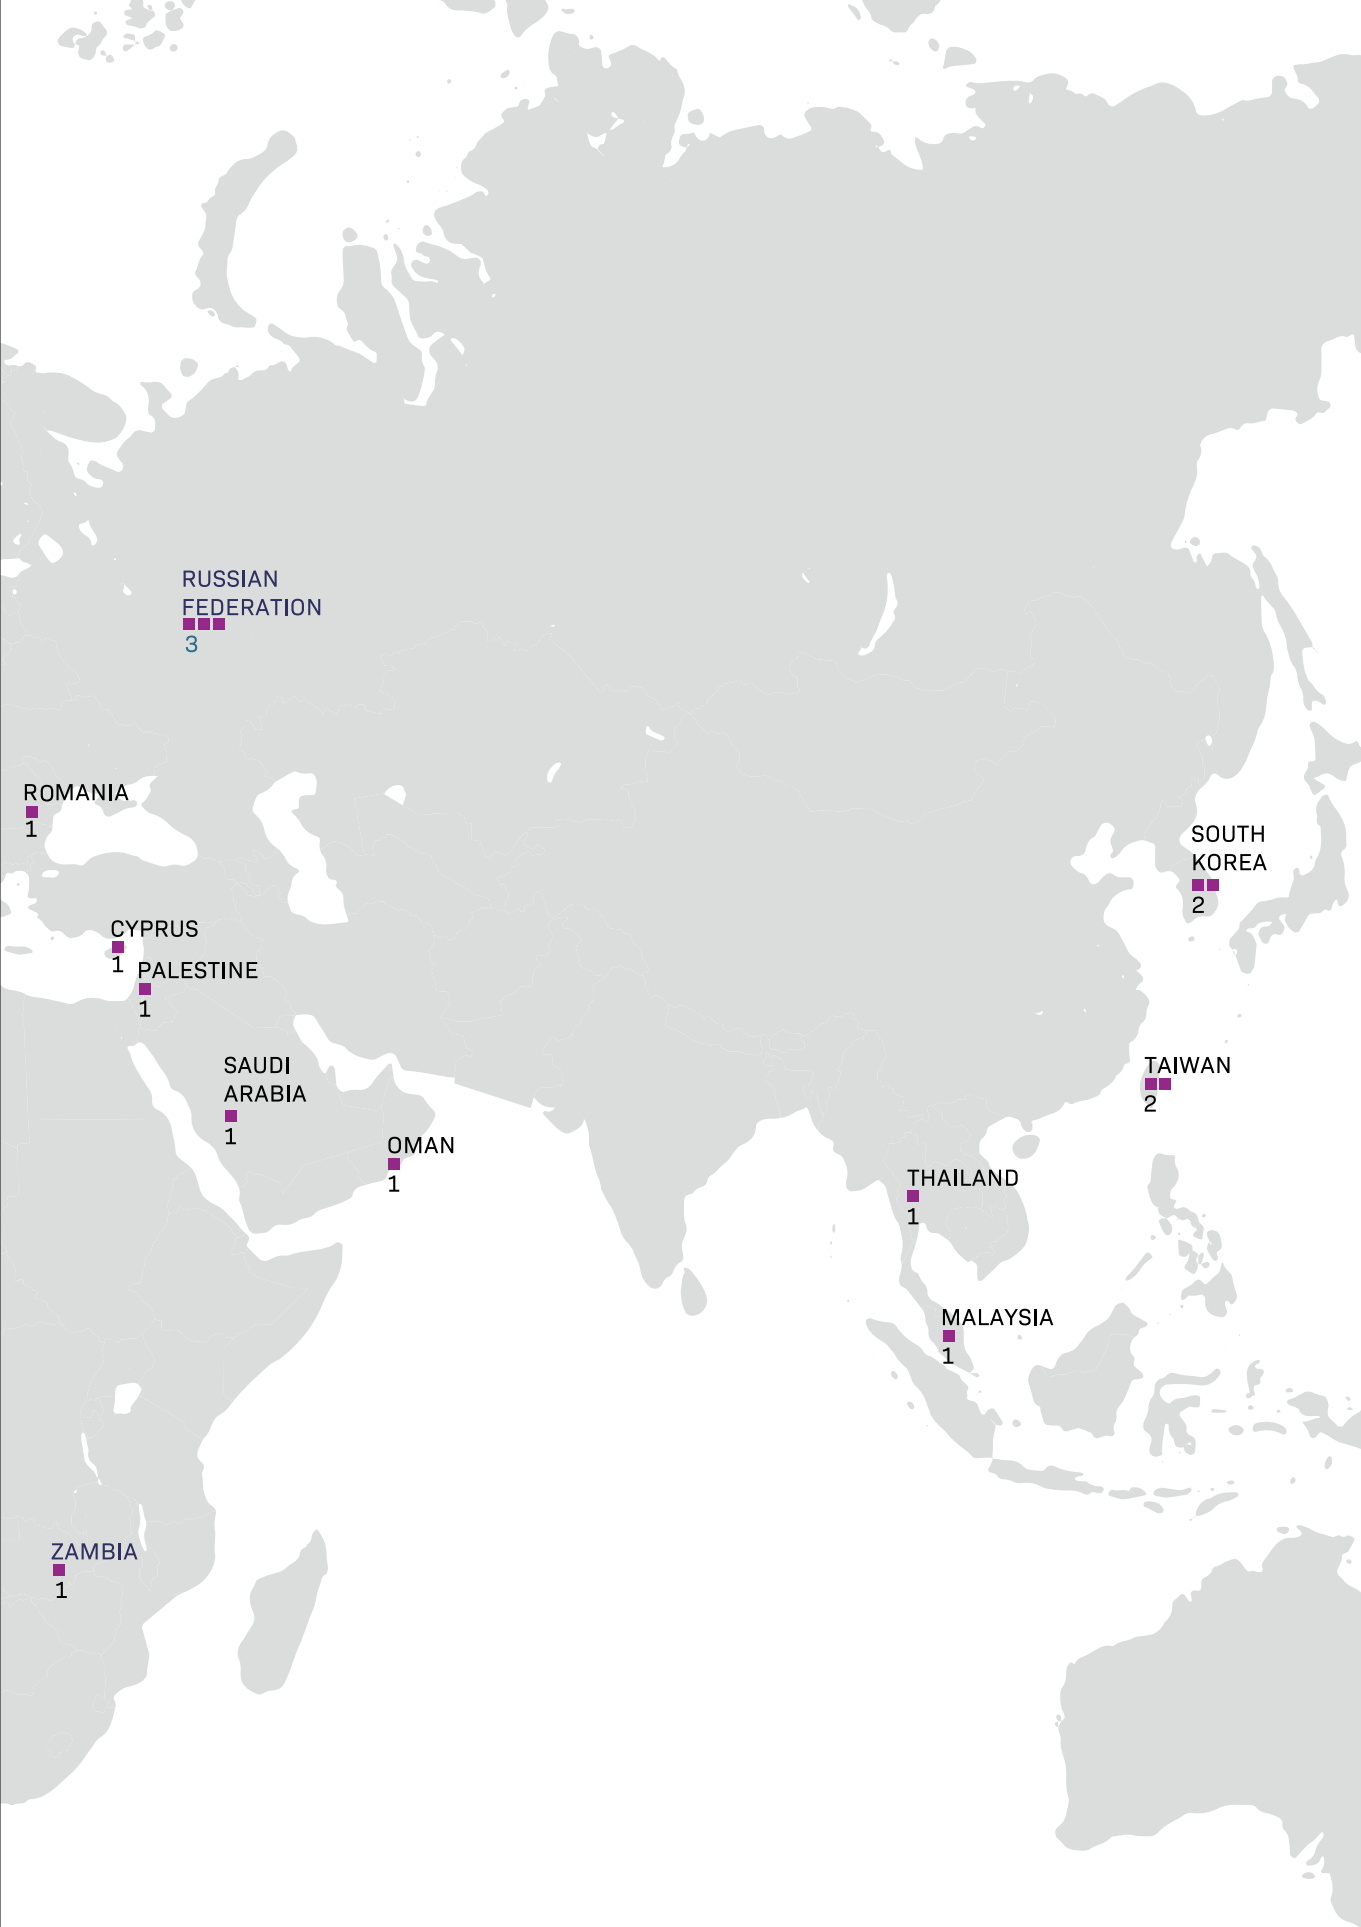 RUSSIAN
FEDERATION
3
ROMANIA
1
SOUTH
KOREA
2
CYPRUS
1
PALESTINE
1
SAUDI
ARABIA
1
TAIWAN
2
OMAN
1
THAILAND
1
MALAYSIA
1
ZAMBIA
1